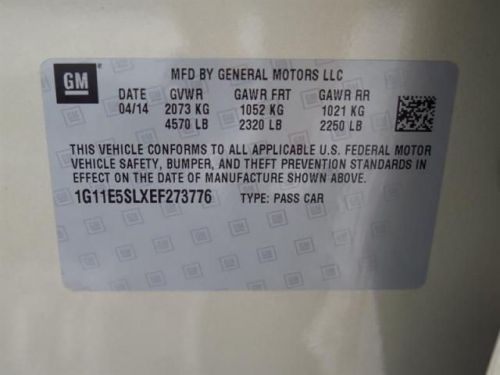 GM
MFD BY GENERAL MOTORS LLC
DATE GVWR GAWR FRT GAWR RR
04/14 2073 KG 1052 KG 1021 KG
4570 LB 2320 LB 2250 LB
THIS VEHICLE CONFORMS TO ALL APPLICABLE U.S. FEDERAL MOTOR
VEHICLE SAFETY, BUMPER, AND THEFT PREVENTION STANDARDS IN
EFFECT ON THE DATE OF MANUFACTURE SHOWN ABOVE.
1G11E5SLXEF273776 TYPE: PASS CAR